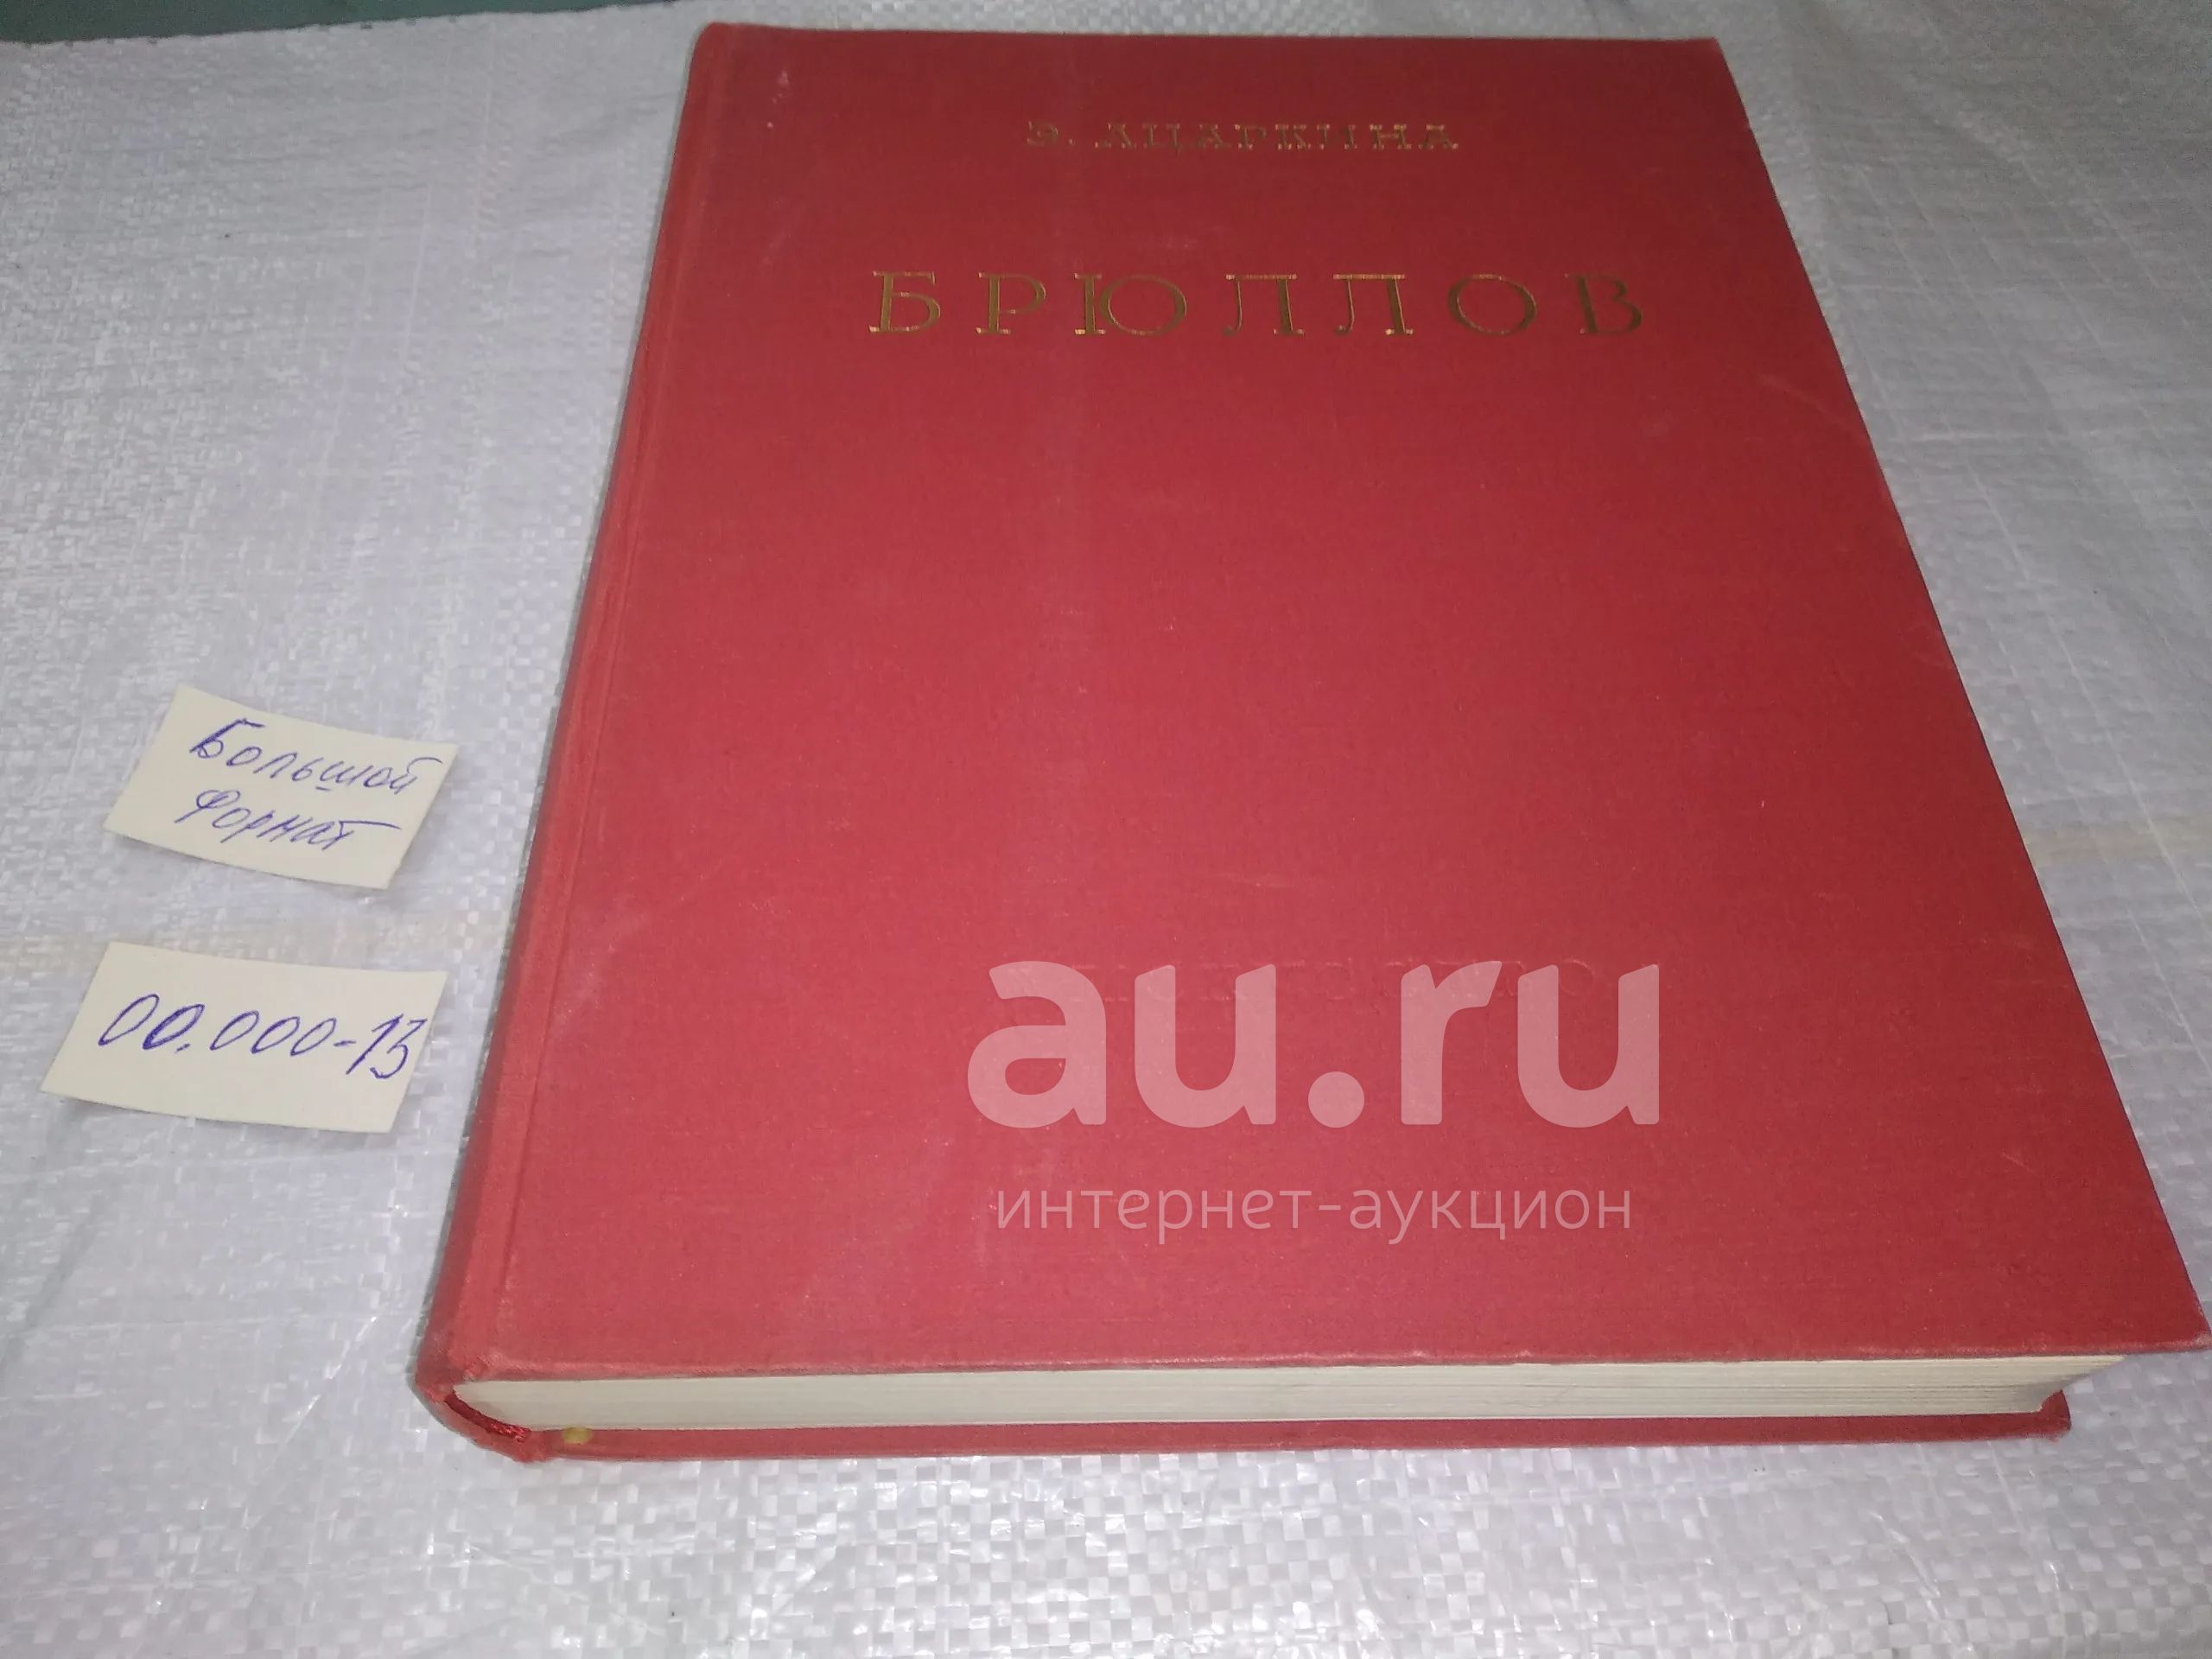 Э. АЦАРКИНА
БРЮЛЛОВ
Большой
формат
00.000-13
au.ru
интернет-аукцион